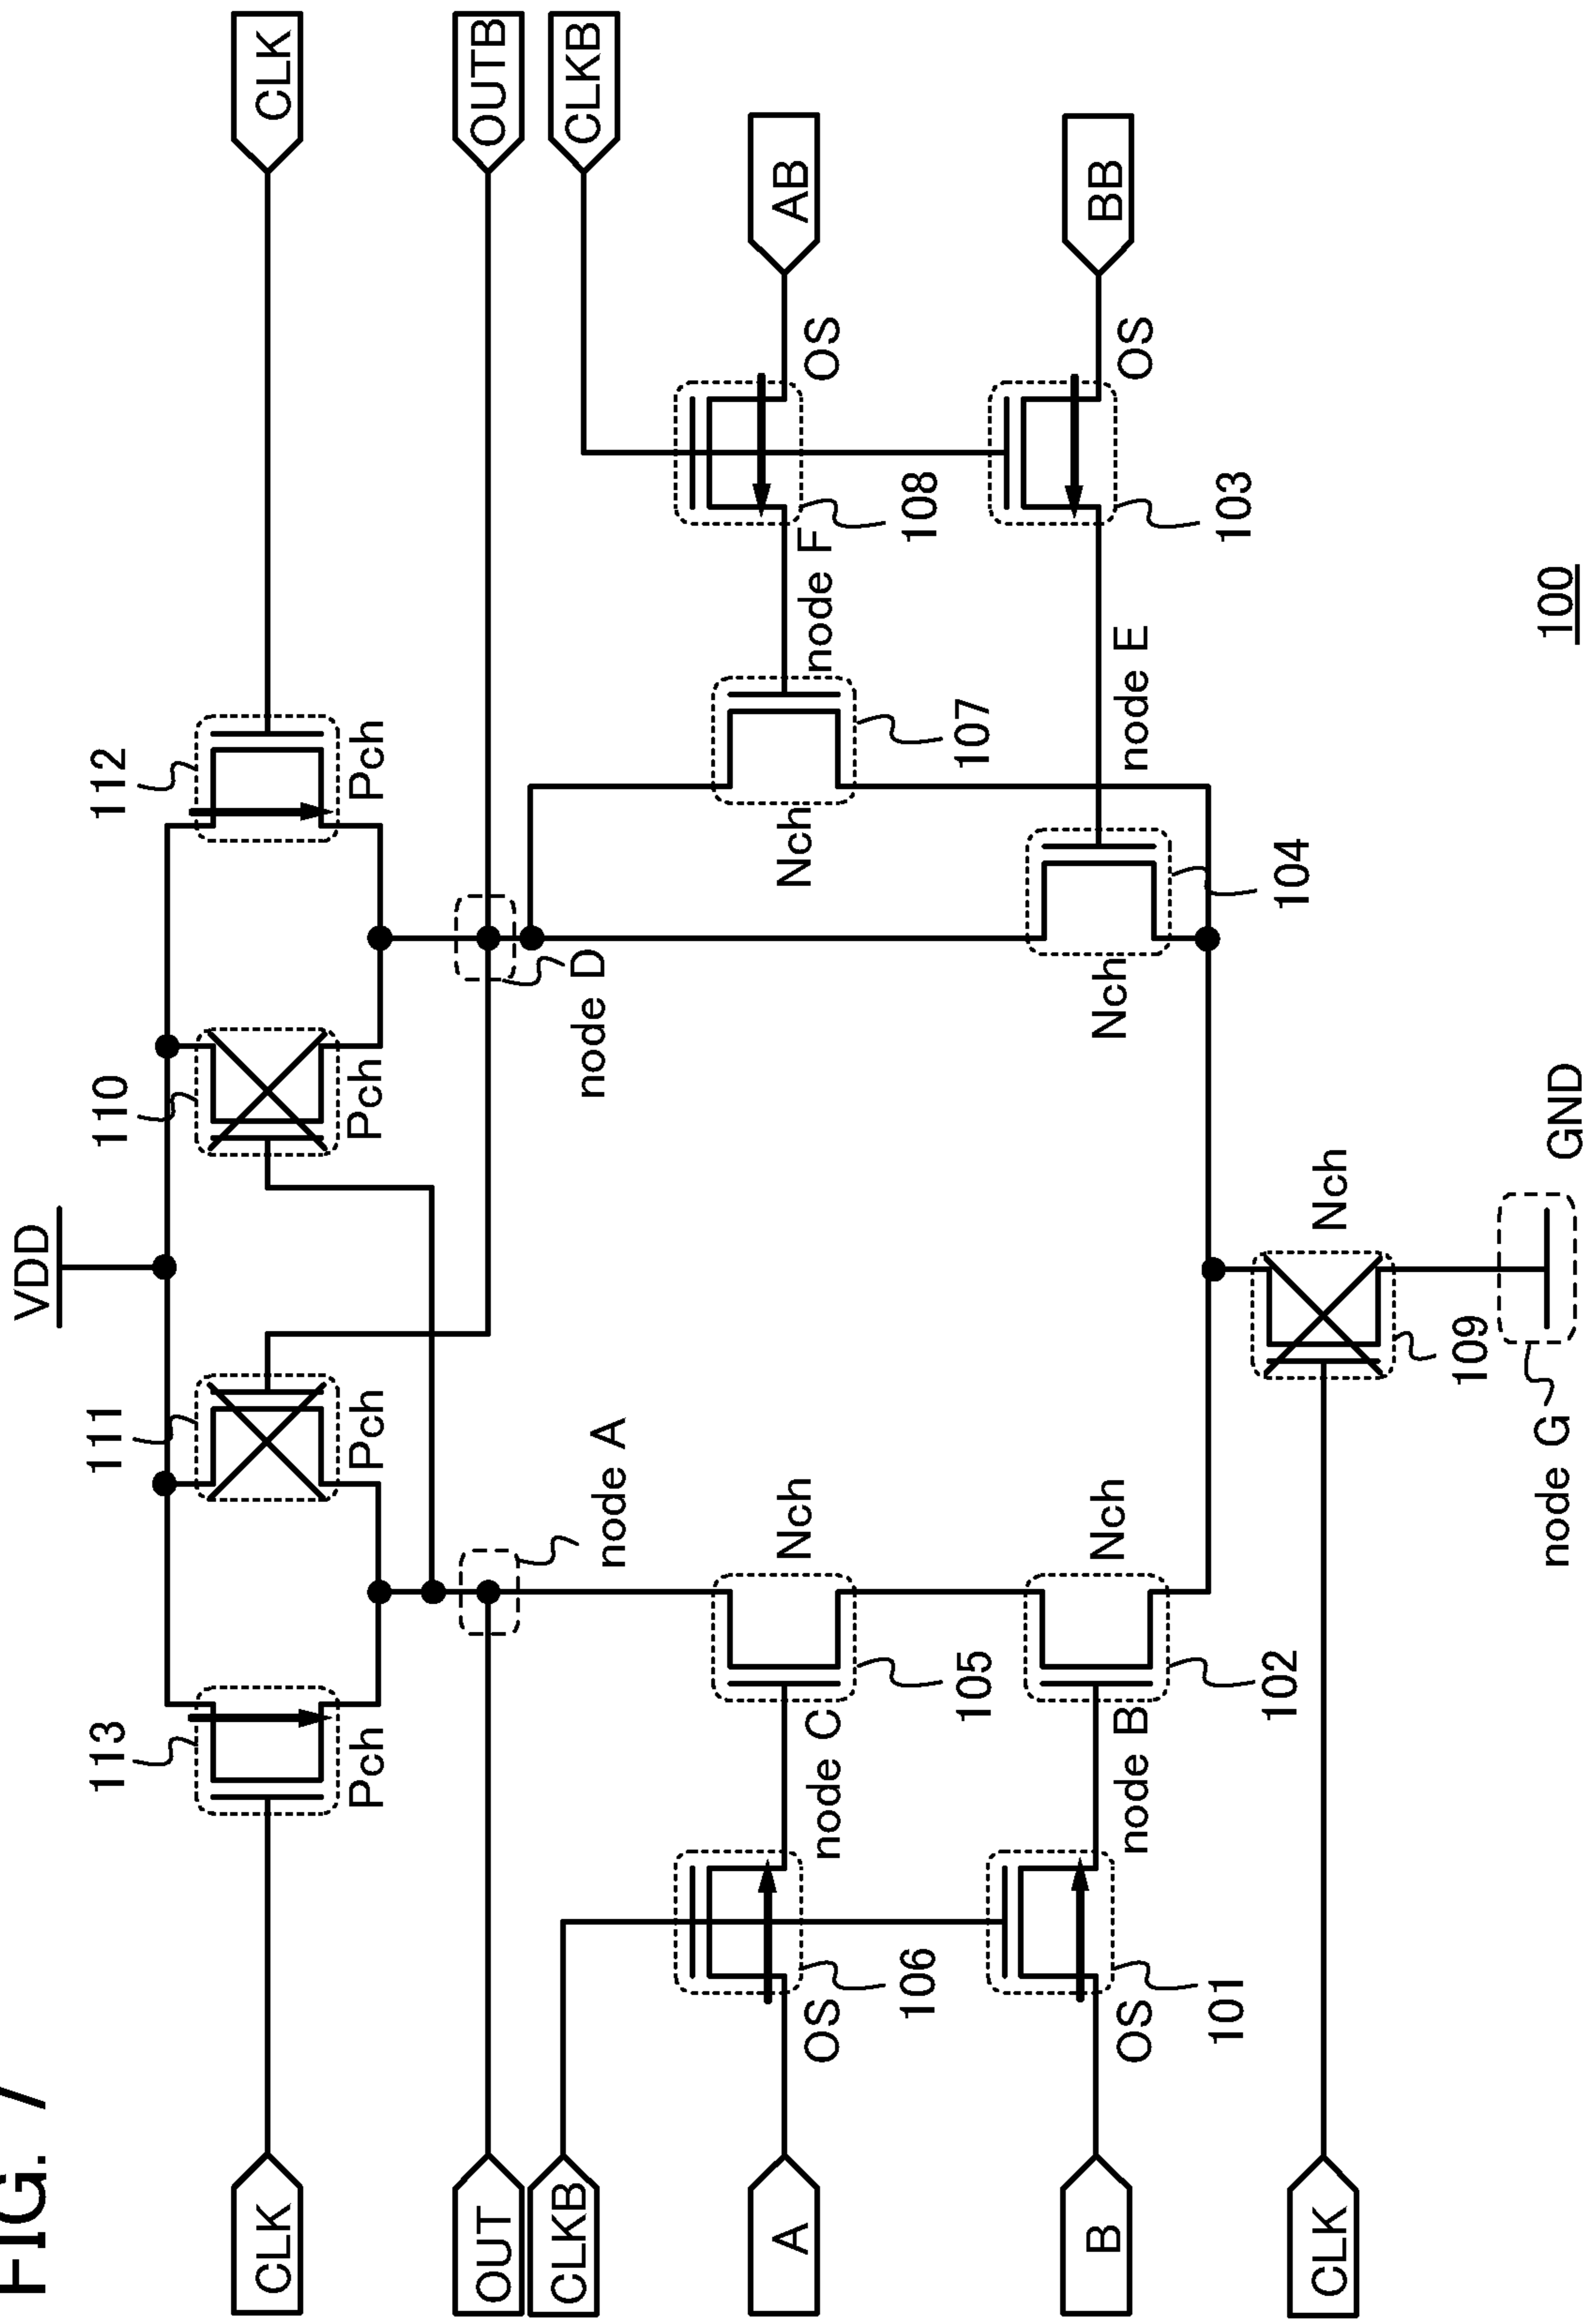 FIG.
VDD
113
111
110
112
CLK
CLK
Pch
Pch
Pch
Pch
OUT
OUTB
CLKB
node A
node D
CLKB
A
Nch
Nch
AB
OS
node C
node F
OS
106
105
107
108
B
Nch
Nch
BB
OS
node B
node E
OS
101
102
104
103
CLK
Nch
109
node G
GND
100